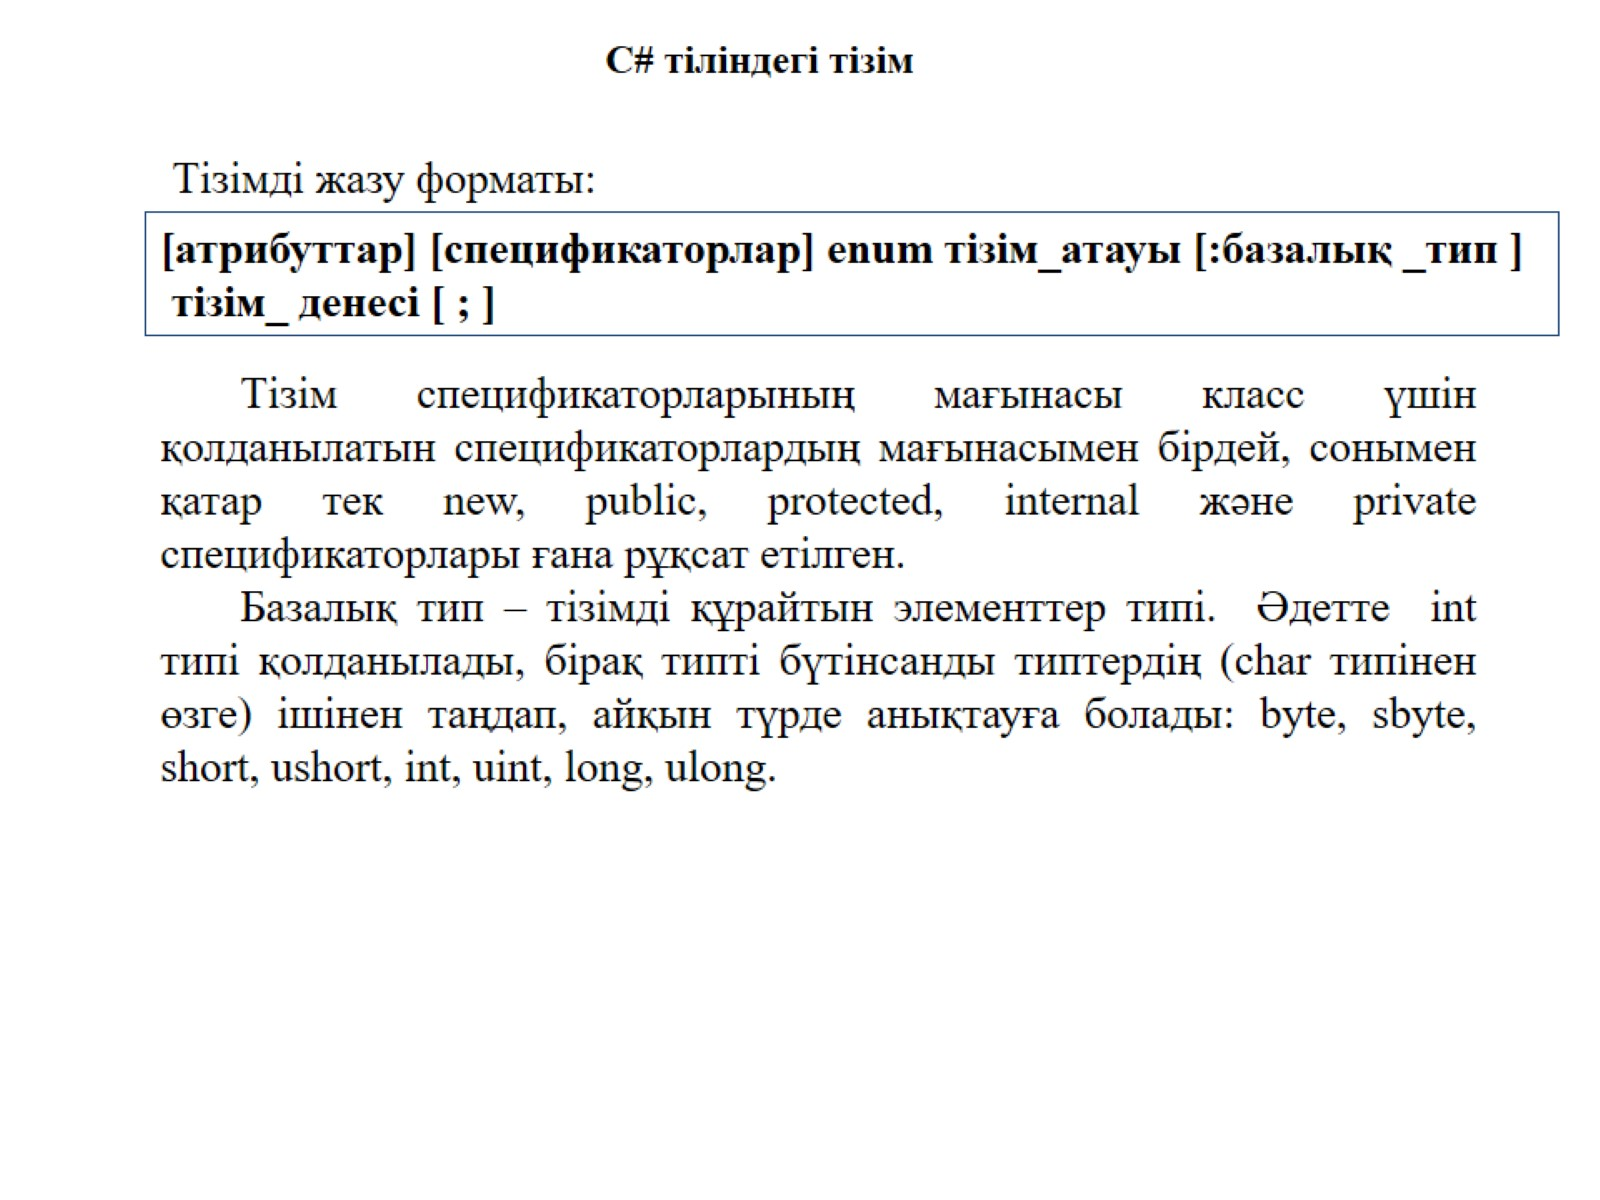 C# тіліндегі тізім
Тізімді жазу форматы:
[атрибуттар] [спецификаторлар] enum тізім_атауы [:базалық _тип ]
тізім_ денесі [ ; ]
Тізім спецификаторларының мағынасы класс үшін
қолданылатын спецификаторлардың мағынасымен бірдей, сонымен
қатар тек new, public, protected, internal және private
спецификаторлары ғана рұқсат етілген.
Базалық тип – тізімді құрайтын элементтер типі. Әдетте int
типі қолданылады, бірақ типті бүтінсанды типтердің (char типінен
өзге) ішінен таңдап, айқын түрде анықтауға болады: byte, sbyte,
short, ushort, int, uint, long, ulong.